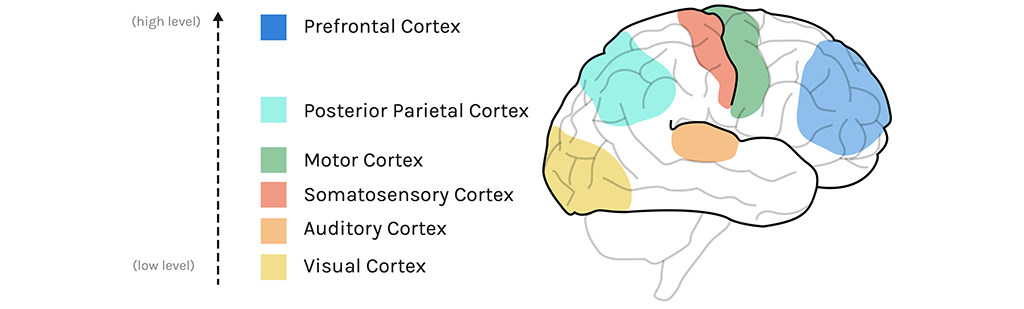 (high level)
Prefrontal Cortex
Posterior Parietal Cortex
Motor Cortex
Somatosensory Cortex
Auditory Cortex
(low level)
Visual Cortex